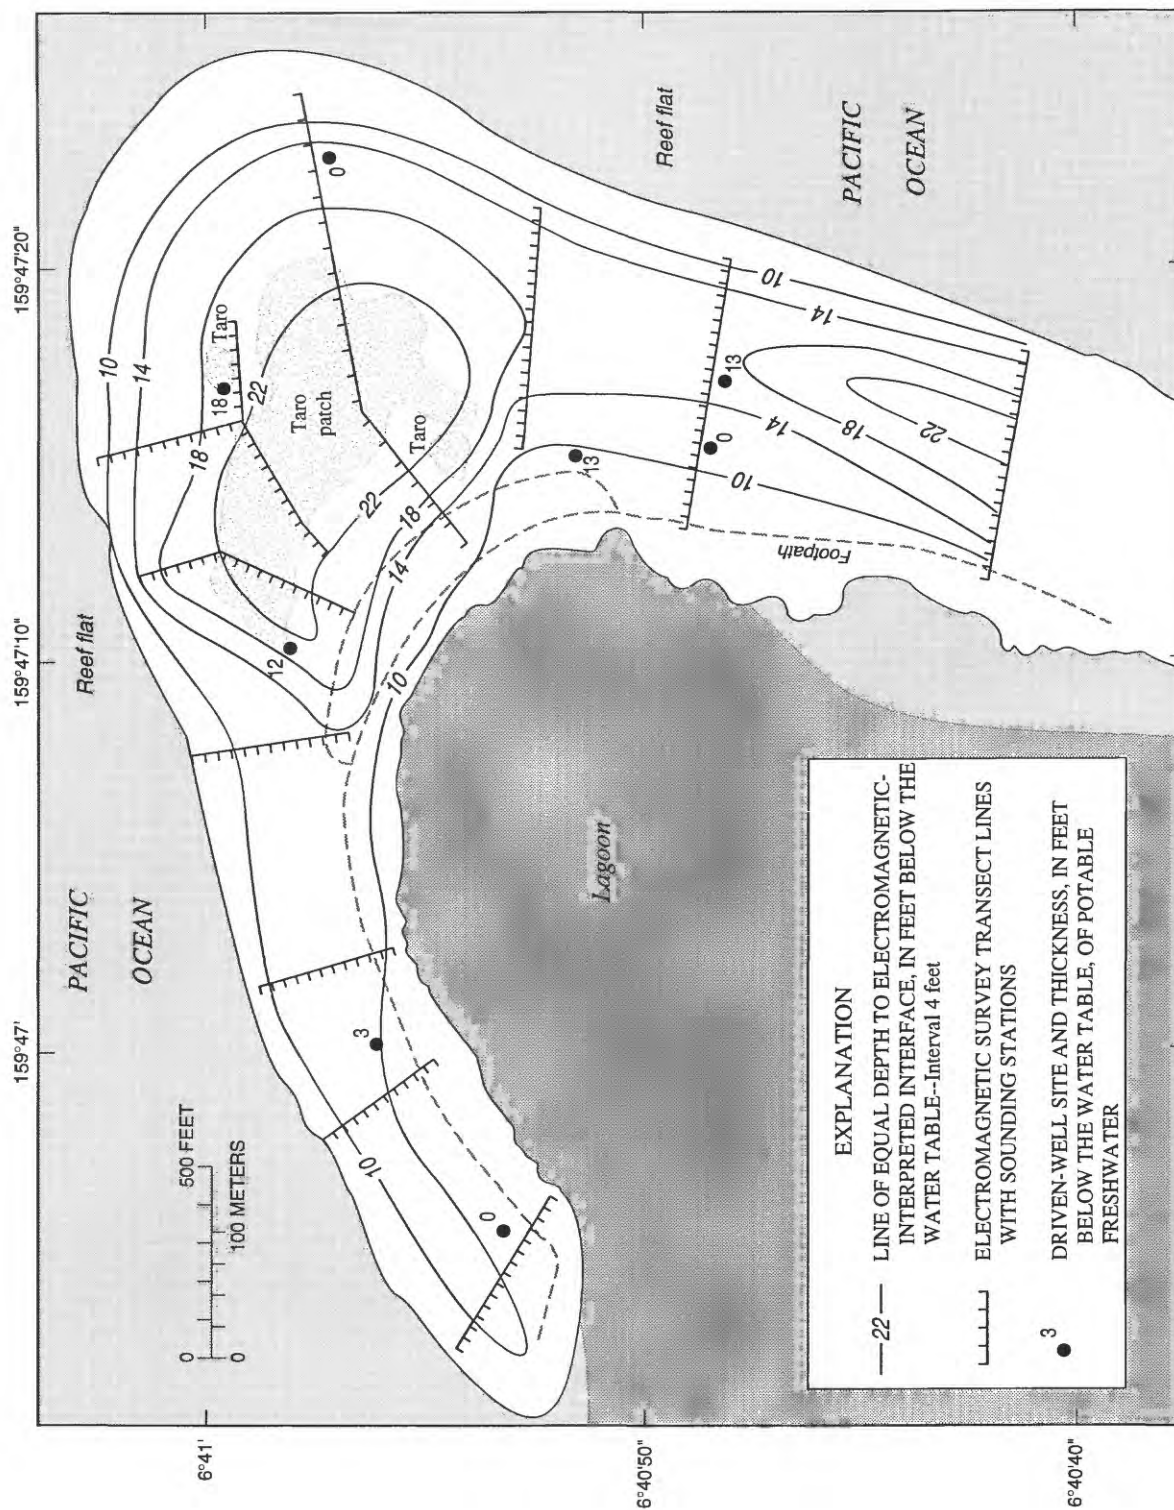 159°47'
159°47'10"
159°47'20"
6°41'
6°40'50"
6°40'40"
0
500 FEET
0
100 METERS
PACIFIC
OCEAN
Reef flat
Reef flat
PACIFIC
OCEAN
Lagoon
Footpath
Taro
Taro
patch
Taro
10
14
18
22
22
18
14
10
10
10
14
18
22
14
10
0
3
12
18
0
13
0
13
EXPLANATION
22
LINE OF EQUAL DEPTH TO ELECTROMAGNETIC-
INTERPRETED INTERFACE, IN FEET BELOW THE
WATER TABLE--Interval 4 feet
ELECTROMAGNETIC SURVEY TRANSECT LINES
WITH SOUNDING STATIONS
3
DRIVEN-WELL SITE AND THICKNESS, IN FEET
BELOW THE WATER TABLE, OF POTABLE
FRESHWATER